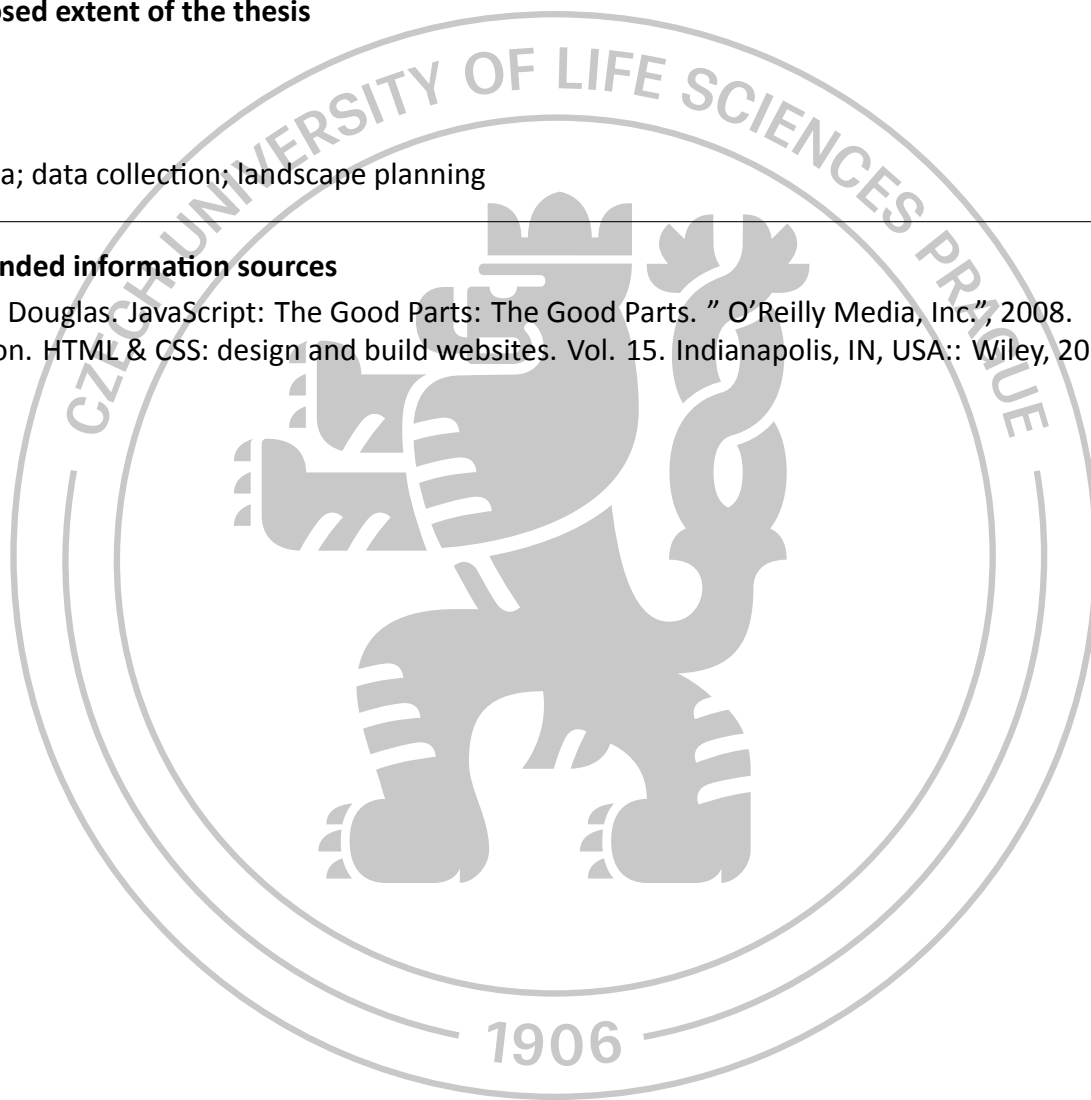 osed extent of the thesis
CZECH UNIVERSITY OF LIFE SCIENCES PRAGUE
a; data collection; landscape planning
nded information sources
Douglas. JavaScript: The Good Parts: The Good Parts. ” O’Reilly Media, Inc.”, 2008.
on. HTML & CSS: design and build websites. Vol. 15. Indianapolis, IN, USA:: Wiley, 20
1906